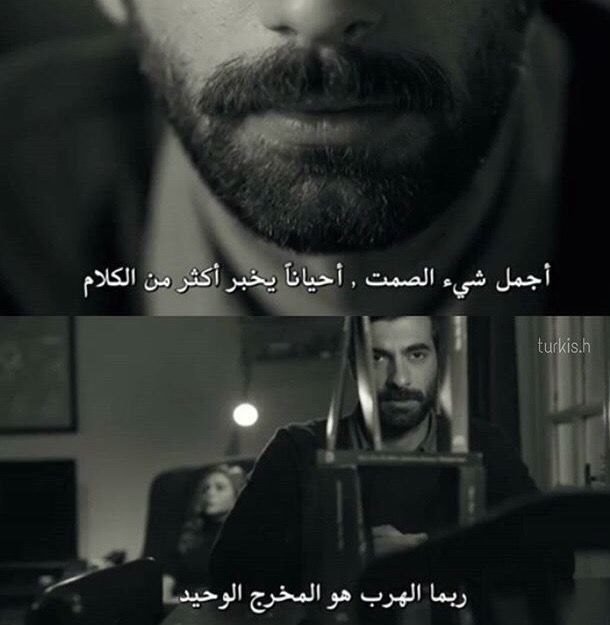 أجمل شيء الصمت , أحياناً يخبر أكثر من الكلام
turkis.h
ربما الهرب هو المخرج الوحيد